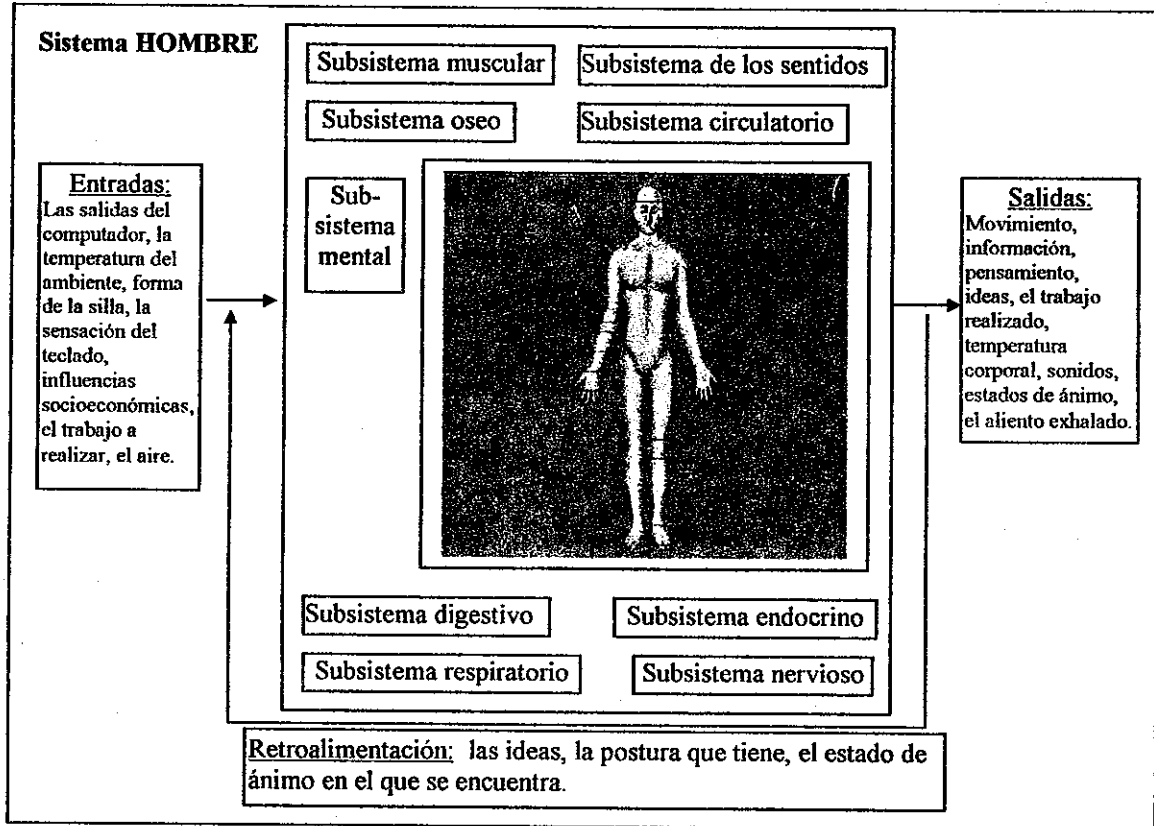 Sistema HOMBRE
Subsistema muscular
Subsistema de los sentidos
Subsistema oseo
Subsistema circulatorio
Entradas:
Las salidas del
computador, la
temperatura del
ambiente, forma
de la silla, la
sensación del
teclado,
influencias
socioeconómicas,
el trabajo a
realizar, el aire.
Sub-
sistema
mental
Salidas:
Movimiento,
información,
pensamiento,
ideas, el trabajo
realizado,
temperatura
corporal, sonidos,
estados de ánimo,
el aliento exhalado.
Subsistema digestivo
Subsistema endocrino
Subsistema respiratorio
Subsistema nervioso
Retroalimentación: las ideas, la postura que tiene, el estado de
ánimo en el que se encuentra.